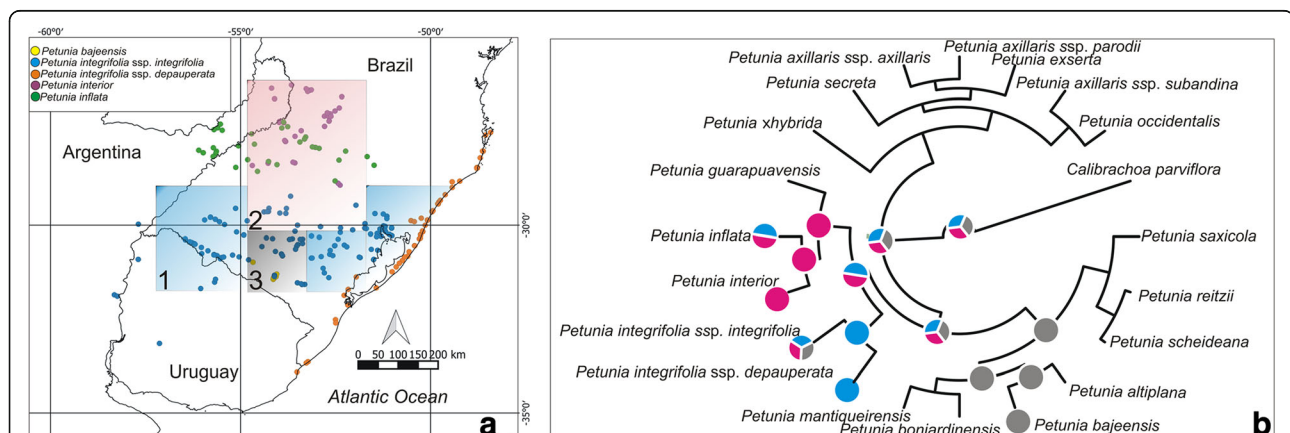 -60°0'
-55°0'
-50°0'
Petunia bajeensis
Petunia integrifolia ssp. integrifolia
Petunia integrifolia ssp. depauperata
Petunia interior
Petunia inflata
Brazil
Argentina
-30°0'
2
1
3
0 50 100 150 200 km
Uruguay
Atlantic Ocean
-35°0'
a
Petunia axillaris ssp. parodii
Petunia axillaris ssp. axillaris
Petunia exserta
Petunia secreta
Petunia axillaris ssp. subandina
Petunia xhybrida
Petunia occidentalis
Petunia guarapuavensis
Calibrachoa parviflora
Petunia inflata
Petunia saxicola
Petunia interior
Petunia reitzii
Petunia integrifolia ssp. integrifolia
Petunia scheideana
Petunia integrifolia ssp. depauperata
Petunia altiplana
Petunia mantiqueirensis
Petunia bajeensis
Petunia bonjardinensis
b